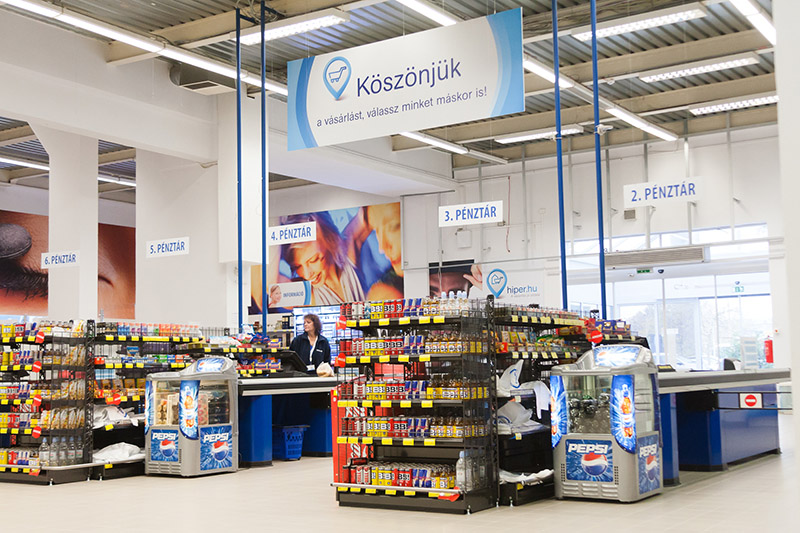 Köszönjük
a vásárlást, válassz minket máskor is!
2. PÉNZTÁR
3. PÉNZTÁR
4. PÉNZTÁR
5. PÉNZTÁR
6. PÉNZTÁR
INFORMÁCIÓ
hiper.hu
PEPSI
PEPSI
PEPSI
PEPSI